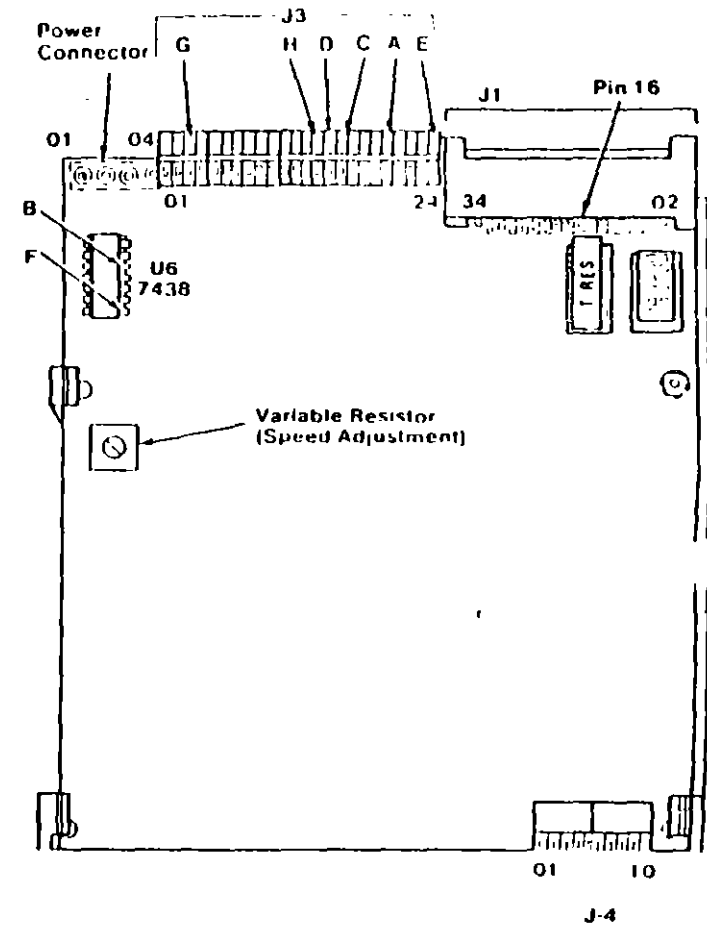 J3
Power
Connector
G H D C A E
J1
Pin 16
01 04
01 24 34 02
B
F
U6
7438
T RES
Variable Resistor
(Speed Adjustment)
01 10
J-4